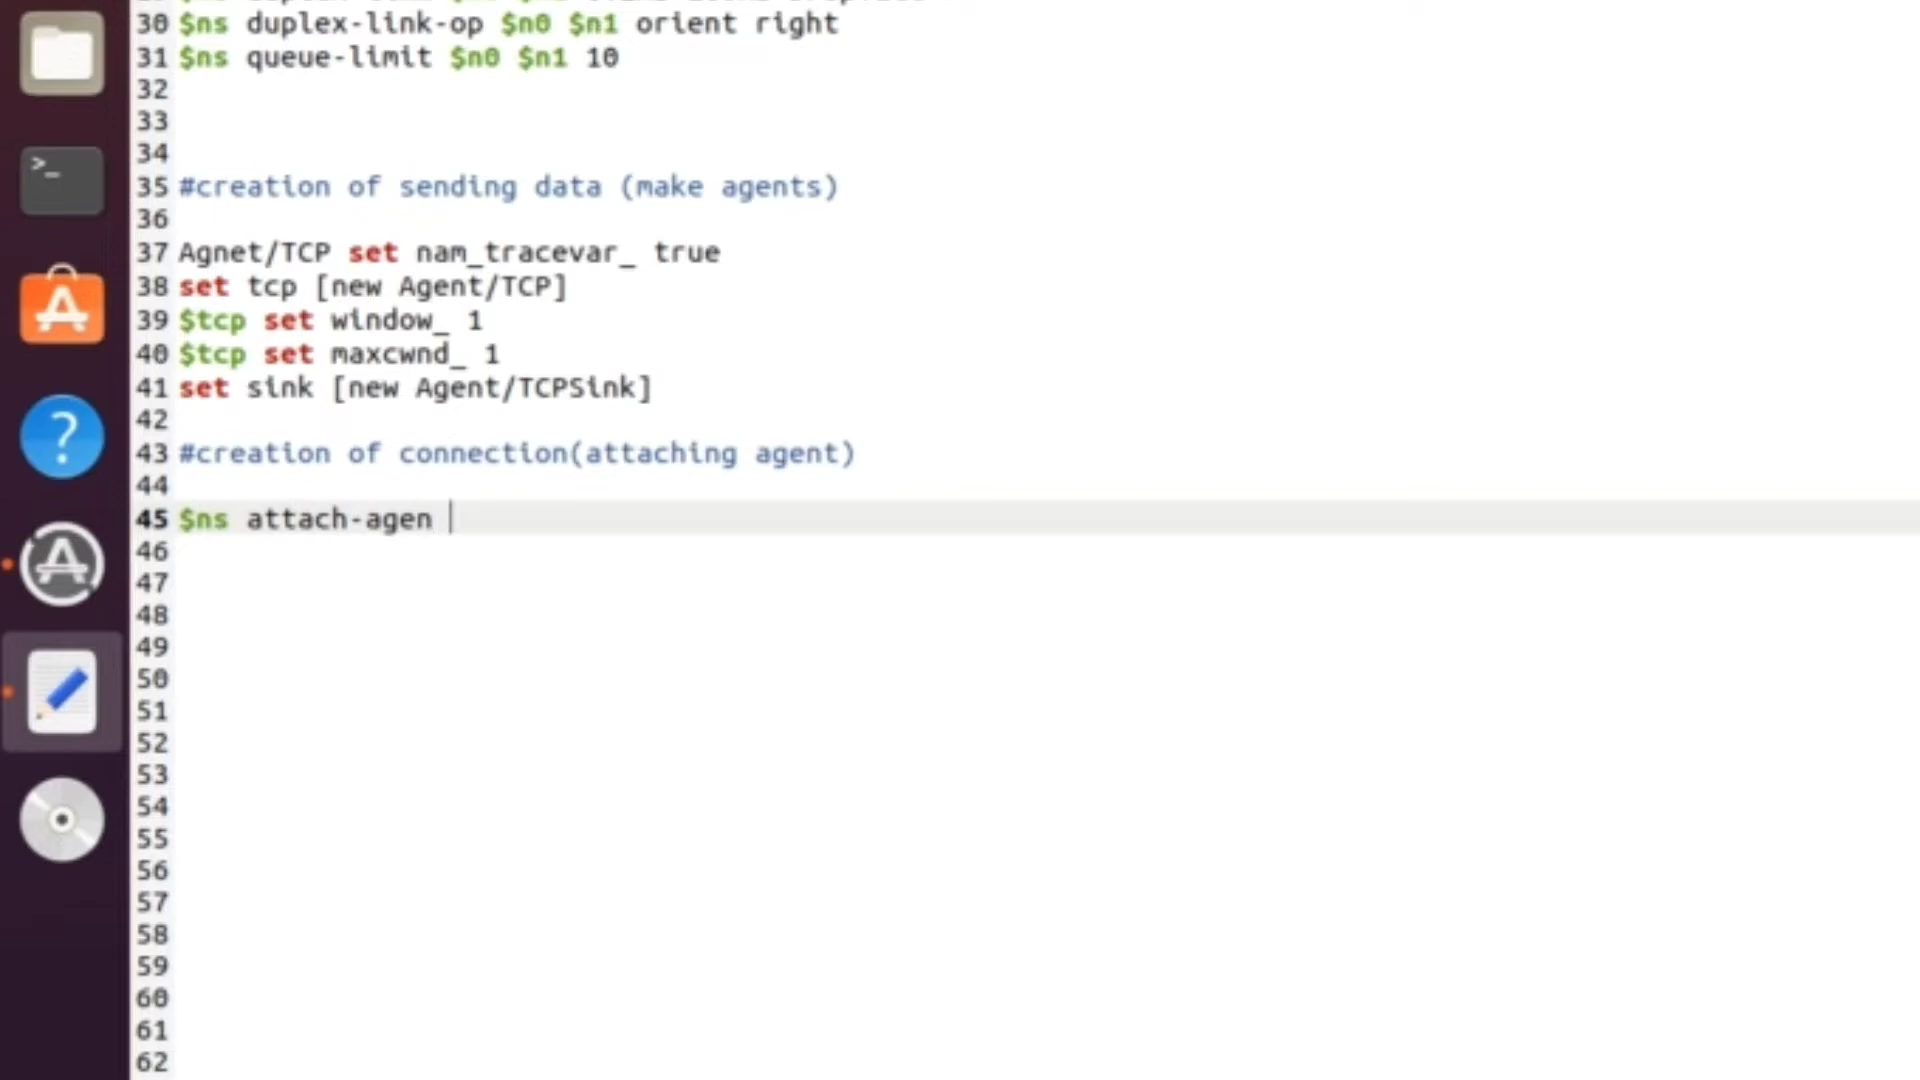 30 $ns duplex-link-op $n0 $n1 orient right
31 $ns queue-limit $n0 $n1 10
32
33
34
35 #creation of sending data (make agents)
36
37 Agnet/TCP set nam_tracevar_ true
38 set tcp [new Agent/TCP]
39 $tcp set window_ 1
40 $tcp set maxcwnd_ 1
41 set sink [new Agent/TCPSink]
42
43 #creation of connection(attaching agent)
44
45 $ns attach-agen
46
47
48
49
50
51
52
53
54
55
56
57
58
59
60
61
62